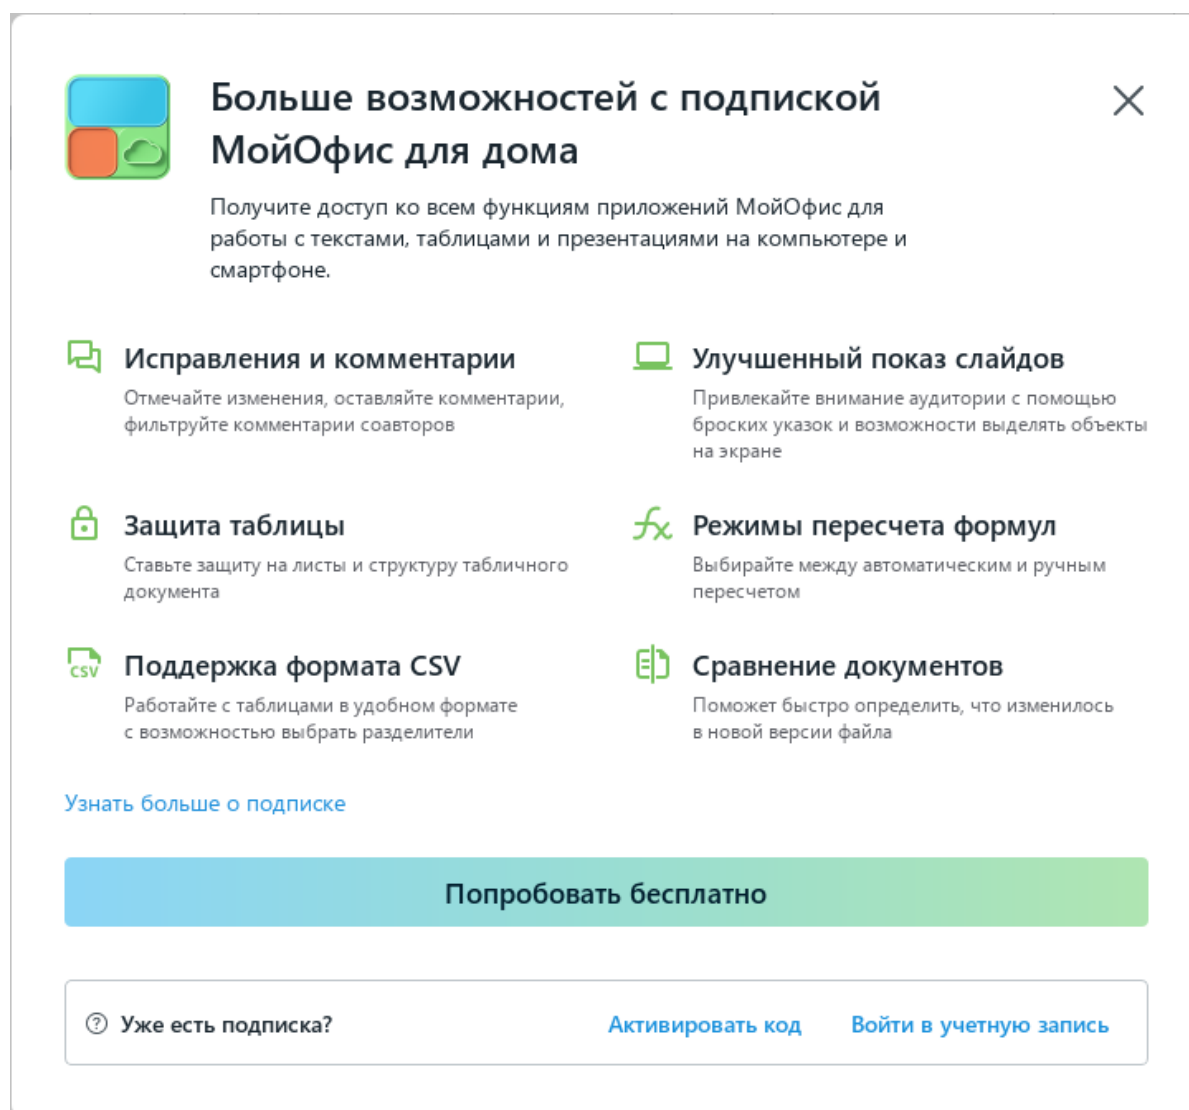 Больше возможностей с подпиской
МойОфис для дома
Получите доступ ко всем функциям приложений МойОфис для
работы с текстами, таблицами и презентациями на компьютере и
смартфоне.
Исправления и комментарии
Отмечайте изменения, оставляйте комментарии,
фильтруйте комментарии соавторов
Улучшенный показ слайдов
Привлекайте внимание аудитории с помощью
броских указок и возможности выделять объекты
на экране
Защита таблицы
Ставьте защиту на листы и структуру табличного
документа
Режимы пересчета формул
Выбирайте между автоматическим и ручным
пересчетом
CSV
Поддержка формата CSV
Работайте с таблицами в удобном формате
с возможностью выбрать разделители
Сравнение документов
Поможет быстро определить, что изменилось
в новой версии файла
Узнать больше о подписке
Попробовать бесплатно
Уже есть подписка?
Активировать код
Войти в учетную запись